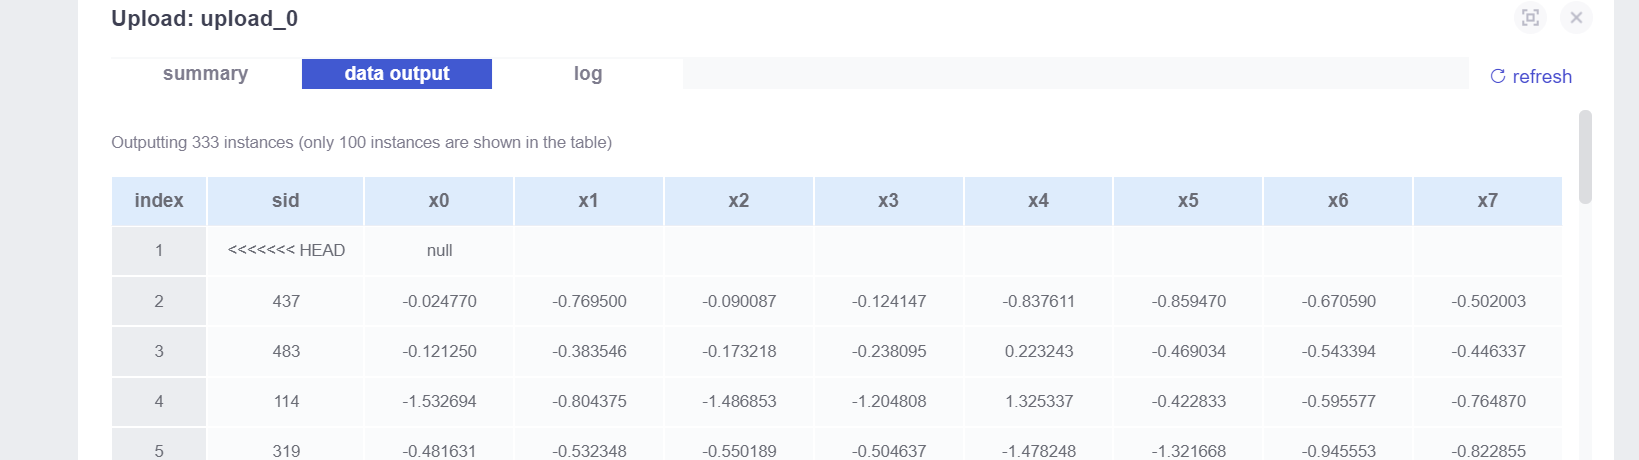 Upload: upload_0
summary data output log refresh
Outputting 333 instances (only 100 instances are shown in the table)
index sid x0 x1 x2 x3 x4 x5 x6 x7
1 <<<<<<< HEAD null
2 437 -0.024770 -0.769500 -0.090087 -0.124147 -0.837611 -0.859470 -0.670590 -0.502003
3 483 -0.121250 -0.383546 -0.173218 -0.238095 0.223243 -0.469034 -0.543394 -0.446337
4 114 -1.532694 -0.804375 -1.486853 -1.204808 1.325337 -0.422833 -0.595577 -0.764870
5 319 -0.481631 -0.532348 -0.550189 -0.504637 -1.478248 -1.321668 -0.945553 -0.822855